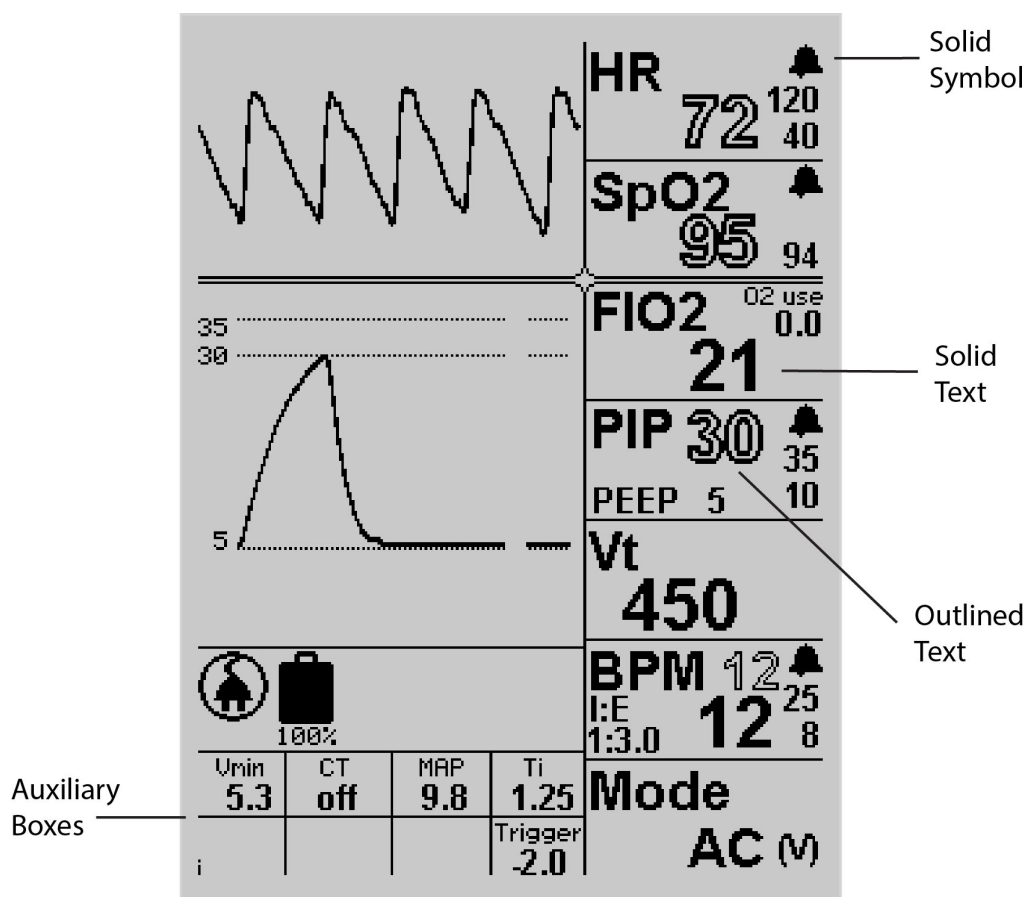 Solid
Symbol
HR
120
72
40
SpO2
95
94
FIO2
O2 use
0.0
21
Solid
Text
35
30
5
PIP 30
35
PEEP 5
10
Vt
450
Outlined
Text
BPM 12
25
I:E
12
8
1:3.0
100%
Vmin
5.3
CT
off
MAP
9.8
Ti
1.25
Trigger
-2.0
i
Mode
AC (V)
Auxiliary
Boxes